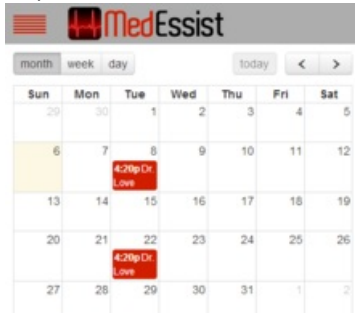 MedEssist
month week day today < >
Sun Mon Tue Wed Thu Fri Sat
29 30 1 2 3 4 5
6 7 8 9 10 11 12
4:20p Dr.
Love
13 14 15 16 17 18 19
20 21 22 23 24 25 26
4:20p Dr.
Love
27 28 29 30 31 1 2